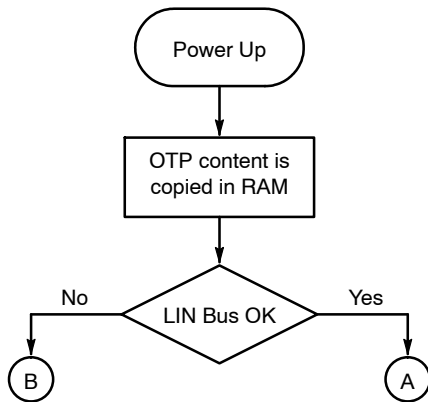 Power Up
OTP content is
copied in RAM
No
Yes
LIN Bus OK
B
A